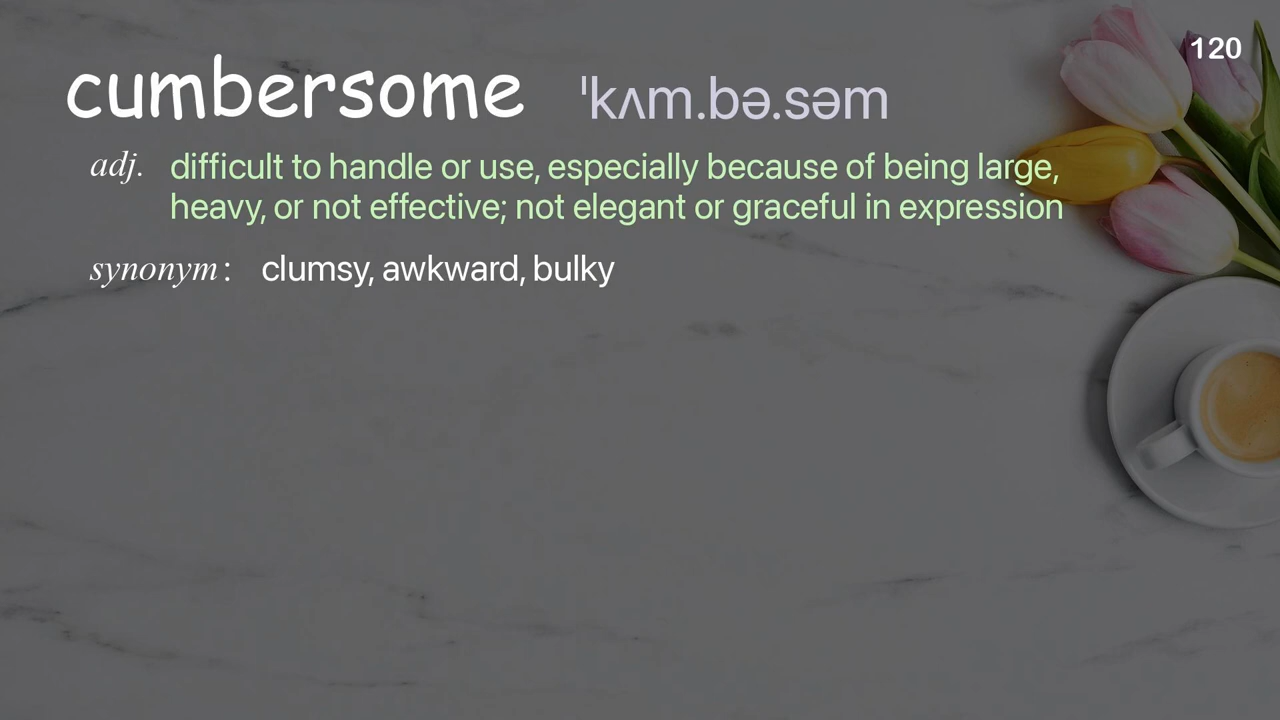 120
cumbersome ˈkʌm.bə.səm
adj. difficult to handle or use, especially because of being large,
heavy, or not effective; not elegant or graceful in expression
synonym: clumsy, awkward, bulky